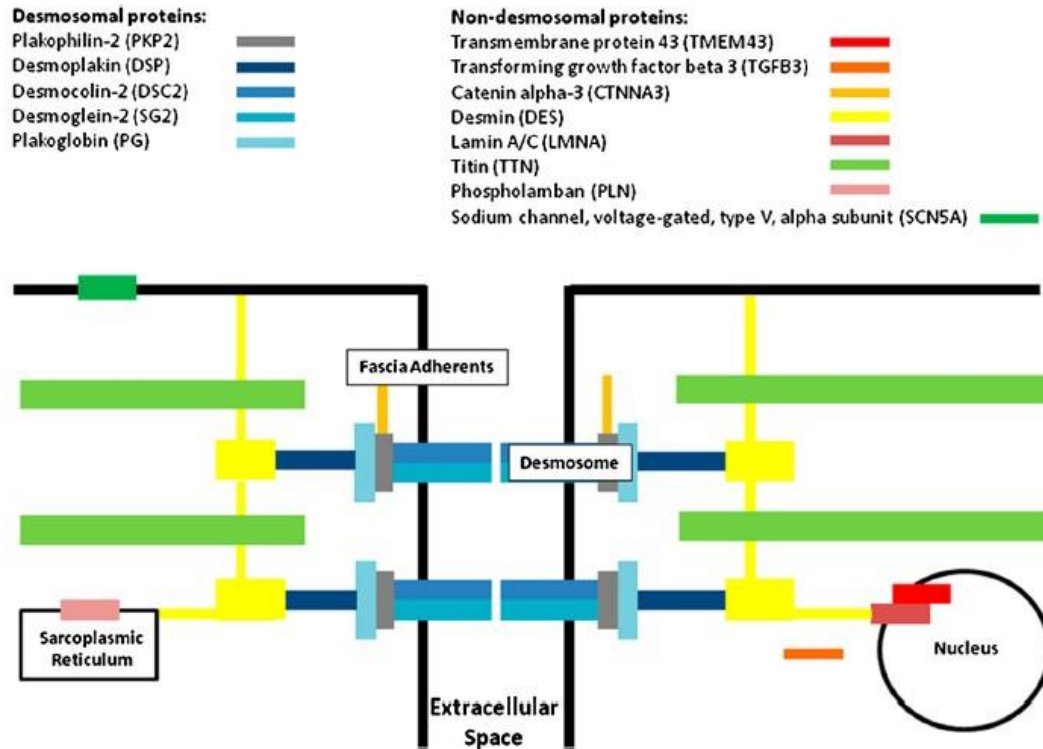 Desmosomal proteins:
Plakophilin-2 (PKP2)
Desmoplakin (DSP)
Desmocolin-2 (DSC2)
Desmoglein-2 (SG2)
Plakoglobin (PG)
Non-desmosomal proteins:
Transmembrane protein 43 (TMEM43)
Transforming growth factor beta 3 (TGFB3)
Catenin alpha-3 (CTNNA3)
Desmin (DES)
Lamin A/C (LMNA)
Titin (TTN)
Phospholamban (PLN)
Sodium channel, voltage-gated, type V, alpha subunit (SCN5A)
Fascia Adherents
Desmosome
Sarcoplasmic
Reticulum
Nucleus
Extracellular
Space